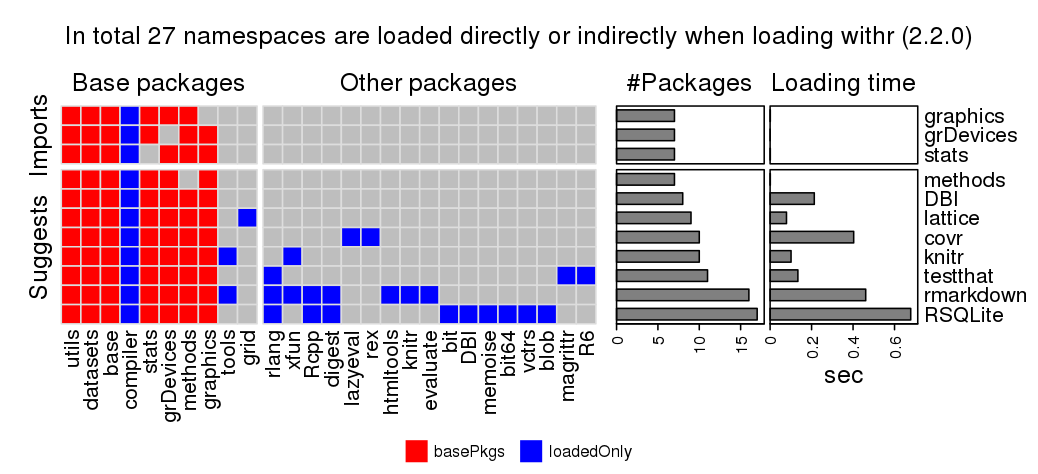 In total 27 namespaces are loaded directly or indirectly when loading withr (2.2.0)
Base packages
Other packages
#Packages
Loading time
Imports
Suggests
graphics
grDevices
stats
methods
DBI
lattice
covr
knitr
testthat
rmarkdown
RSQLite
utils
datasets
base
compiler
stats
grDevices
methods
graphics
tools
grid
rlang
xfun
Rcpp
digest
lazyeval
rex
htmltools
knitr
evaluate
bit
DBI
memoise
bit64
vctrs
blob
magrittr
R6
0
5
10
15
0
0.2
0.4
0.6
sec
basePkgs
loadedOnly